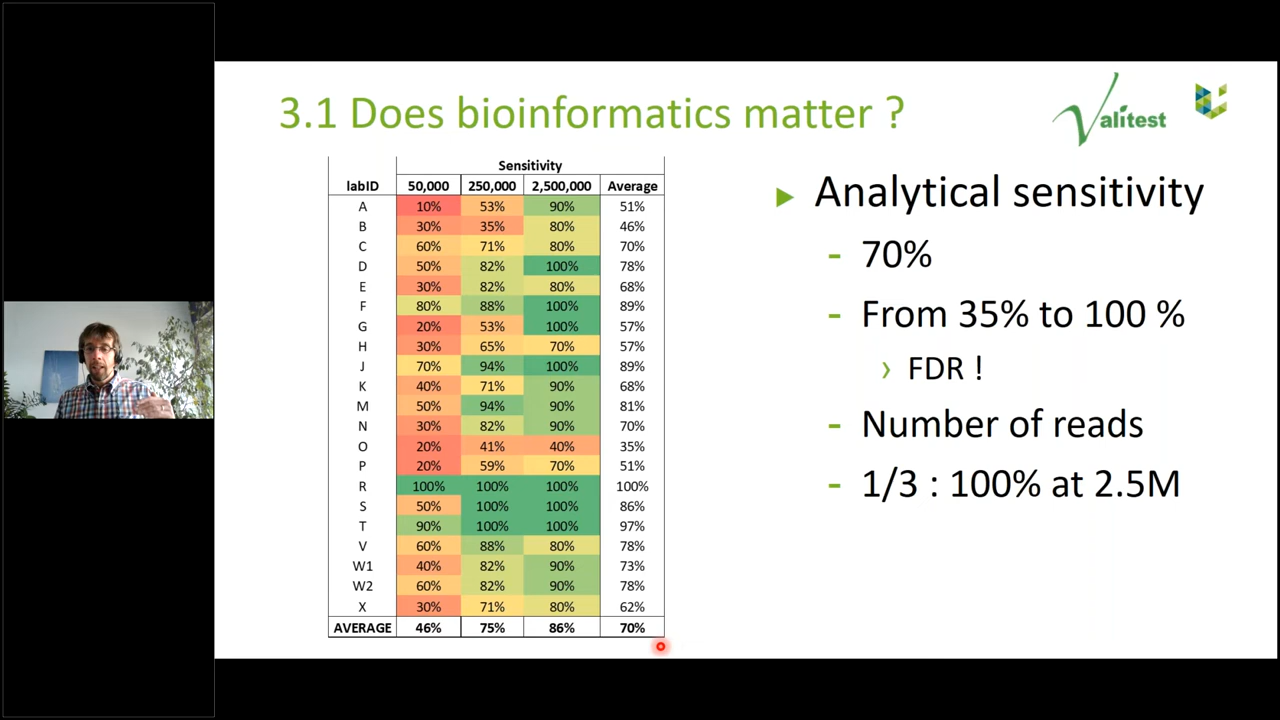 3.1 Does bioinformatics matter ?
Valitest
Sensitivity
labID 50,000 250,000 2,500,000 Average
A 10% 53% 90% 51%
B 30% 35% 80% 46%
C 60% 71% 80% 70%
D 50% 82% 100% 78%
E 30% 82% 80% 68%
F 80% 88% 100% 89%
G 20% 53% 100% 57%
H 30% 65% 70% 57%
J 70% 94% 100% 89%
K 40% 71% 90% 68%
M 50% 94% 90% 81%
N 30% 82% 90% 70%
O 20% 41% 40% 35%
P 20% 59% 70% 51%
R 100% 100% 100% 100%
S 50% 100% 100% 86%
T 90% 100% 100% 97%
V 60% 88% 80% 78%
W1 40% 82% 90% 73%
W2 60% 82% 90% 78%
X 30% 71% 80% 62%
AVERAGE 46% 75% 86% 70%
Analytical sensitivity
- 70%
- From 35% to 100 %
› FDR !
- Number of reads
- 1/3 : 100% at 2.5M